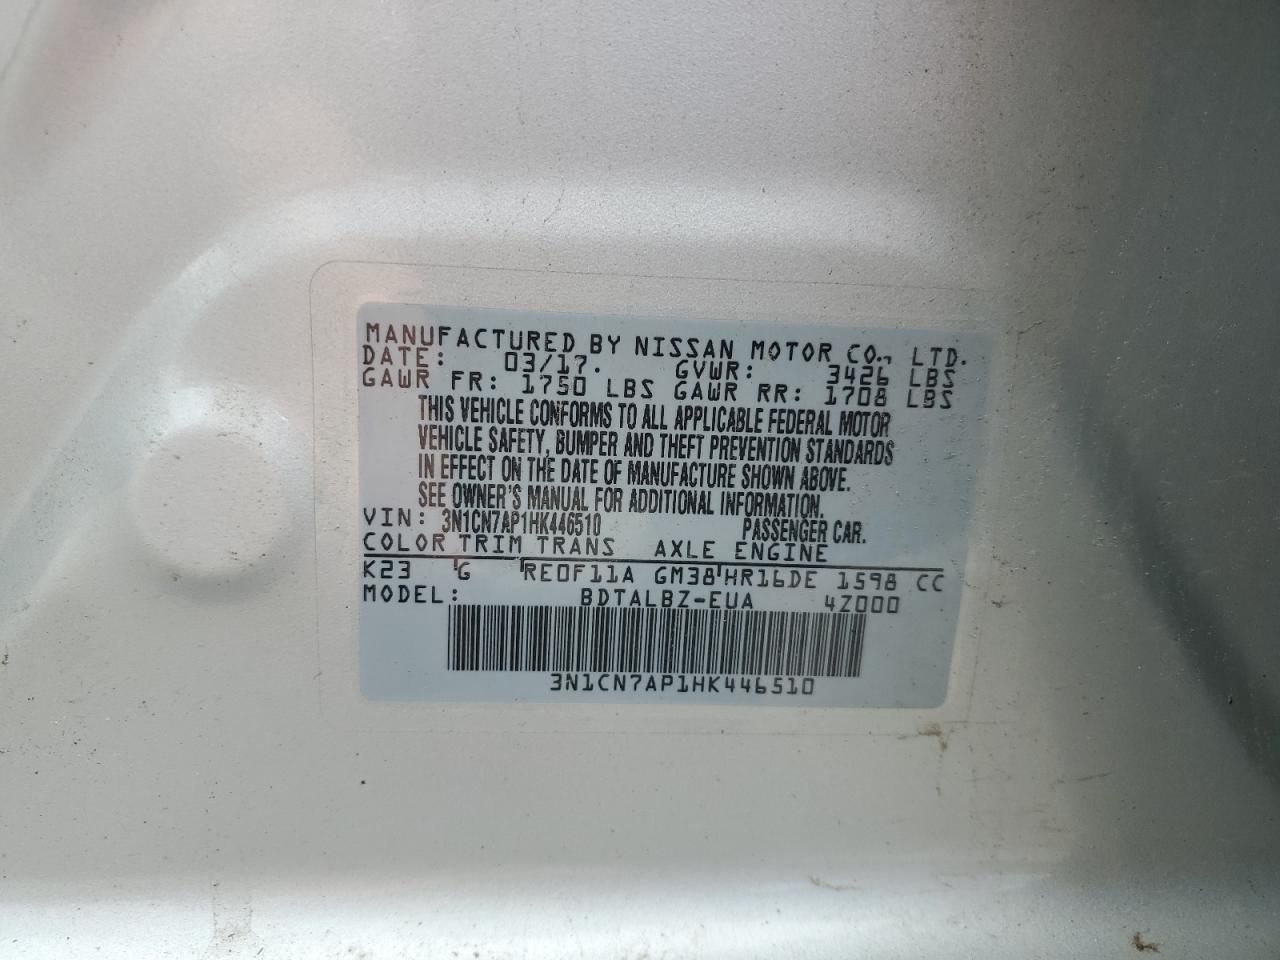 MANUFACTURED BY NISSAN MOTOR CO., LTD.
DATE: 03/17. GVWR: 3426 LBS
GAWR FR: 1750 LBS GAWR RR: 1708 LBS
THIS VEHICLE CONFORMS TO ALL APPLICABLE FEDERAL MOTOR
VEHICLE SAFETY, BUMPER AND THEFT PREVENTION STANDARDS
IN EFFECT ON THE DATE OF MANUFACTURE SHOWN ABOVE.
SEE OWNER'S MANUAL FOR ADDITIONAL INFORMATION.
VIN: 3N1CN7AP1HK446510 PASSENGER CAR.
COLOR TRIM TRANS AXLE ENGINE
K23 G RE0F11A GM38 HR16DE 1598 CC
MODEL: BDTALBZ-EUA 4Z000
3N1CN7AP1HK446510